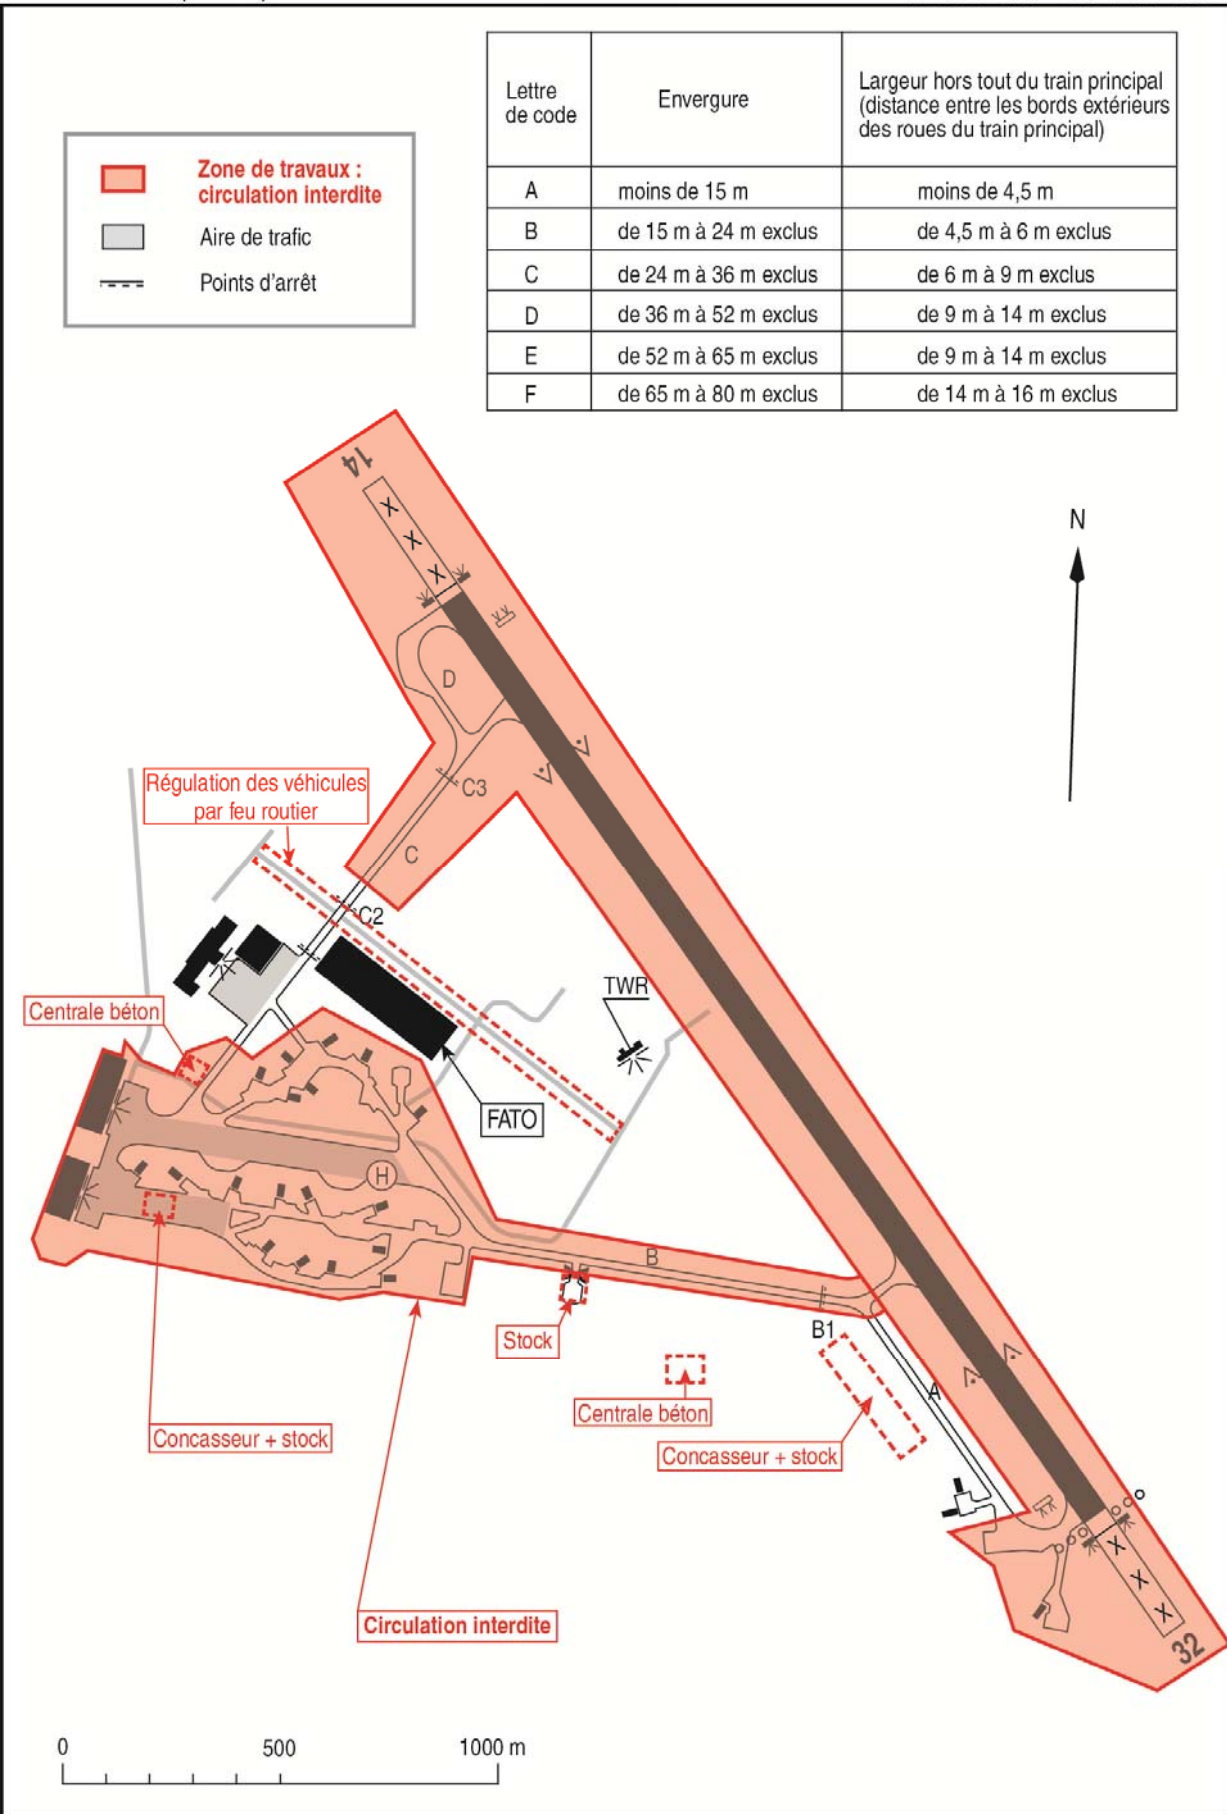 Lettre
de code
Envergure
Largeur hors tout du train principal
(distance entre les bords extérieurs
des roues du train principal)
A moins de 15 m moins de 4,5 m
B de 15 m à 24 m exclus de 4,5 m à 6 m exclus
C de 24 m à 36 m exclus de 6 m à 9 m exclus
D de 36 m à 52 m exclus de 9 m à 14 m exclus
E de 52 m à 65 m exclus de 9 m à 14 m exclus
F de 65 m à 80 m exclus de 14 m à 16 m exclus
Zone de travaux :
circulation interdite
Aire de trafic
Points d'arrêt
14
X
X
X
N
D
Régulation des véhicules
par feu routier
C3
C
C2
TWR
Centrale béton
FATO
H
B
B1
Stock
A
Centrale béton
Concasseur + stock
Concasseur + stock
X
X
X
Circulation interdite
32
0 500 1000 m